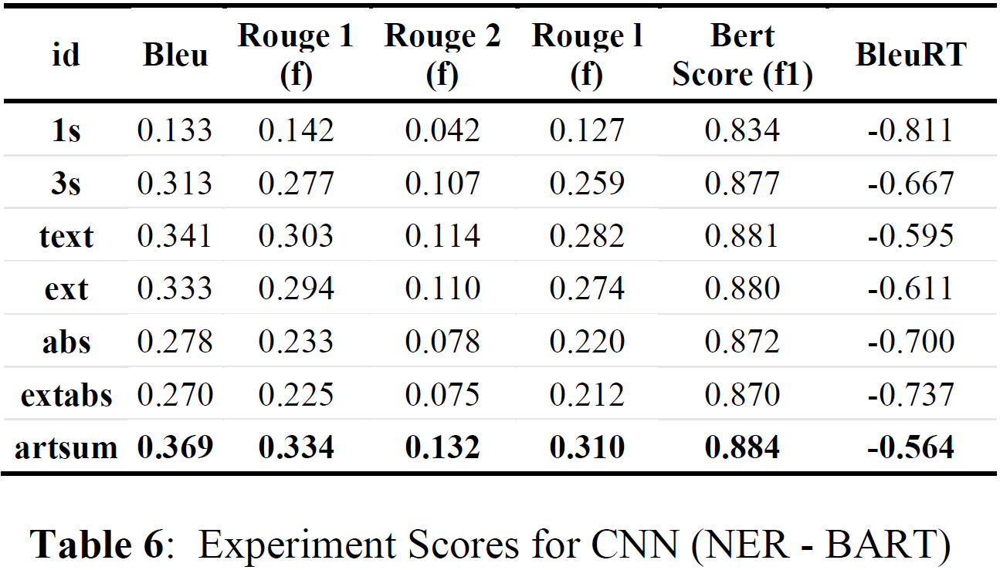 id Bleu Rouge 1 (f) Rouge 2 (f) Rouge l (f) Bert Score (f1) BleuRT
1s 0.133 0.142 0.042 0.127 0.834 -0.811
3s 0.313 0.277 0.107 0.259 0.877 -0.667
text 0.341 0.303 0.114 0.282 0.881 -0.595
ext 0.333 0.294 0.110 0.274 0.880 -0.611
abs 0.278 0.233 0.078 0.220 0.872 -0.700
extabs 0.270 0.225 0.075 0.212 0.870 -0.737
artsum 0.369 0.334 0.132 0.310 0.884 -0.564
Table 6: Experiment Scores for CNN (NER - BART)